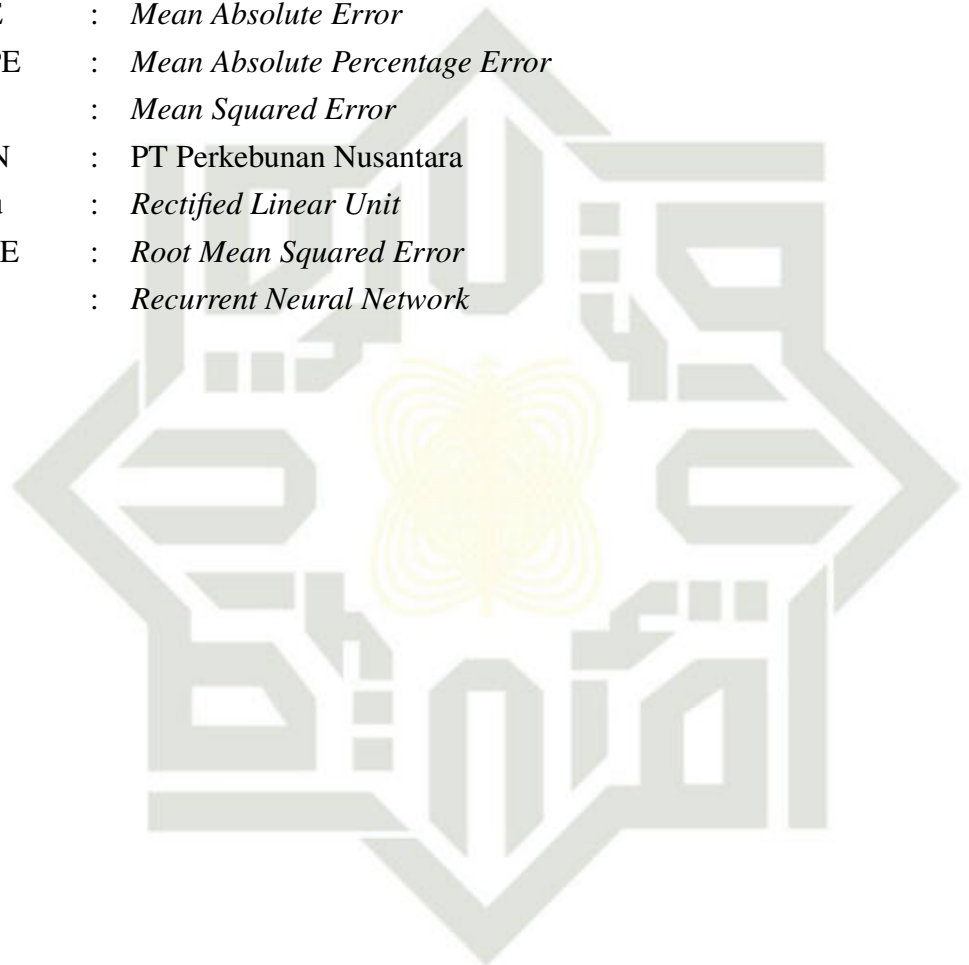 E : Mean Absolute Error
PE : Mean Absolute Percentage Error
: Mean Squared Error
N : PT Perkebunan Nusantara
: Rectified Linear Unit
E : Root Mean Squared Error
: Recurrent Neural Network